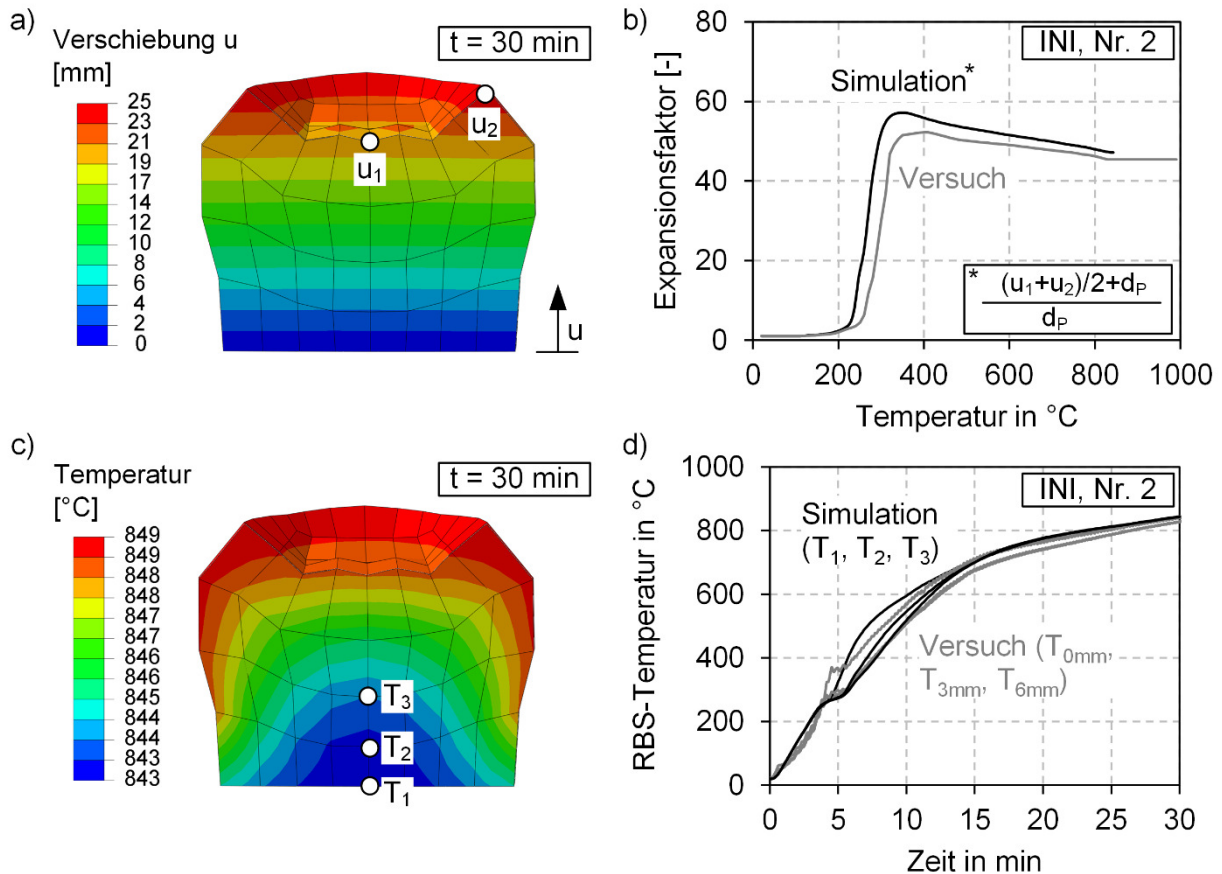 a)
Verschiebung u
[mm]
t = 30 min
25
23
21
19
17
14
12
10
8
6
4
2
0
u₂
u₁
u
b)
Expansionsfaktor [-]
80
60
40
20
0
INI, Nr. 2
Simulation*
Versuch
* (u₁+u₂)/2+dₚ
dₚ
0 200 400 600 800 1000
Temperatur in °C
c)
Temperatur
[°C]
t = 30 min
849
849
848
848
847
847
846
846
845
844
844
843
843
T₃
T₂
T₁
d)
RBS-Temperatur in °C
1000
800
600
400
200
0
INI, Nr. 2
Simulation
(T₁, T₂, T₃)
Versuch (T₀ₘₘ,
T₃ₘₘ, T₆ₘₘ)
0 5 10 15 20 25 30
Zeit in min